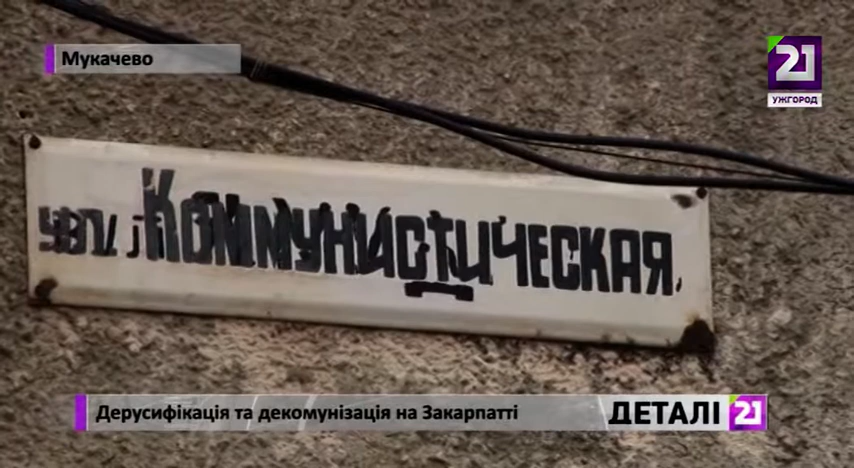 Мукачево
21
УЖГОРОД
ул. Коммунистическая
Дерусифікація та декомунізація на Закарпатті
ДЕТАЛІ 21